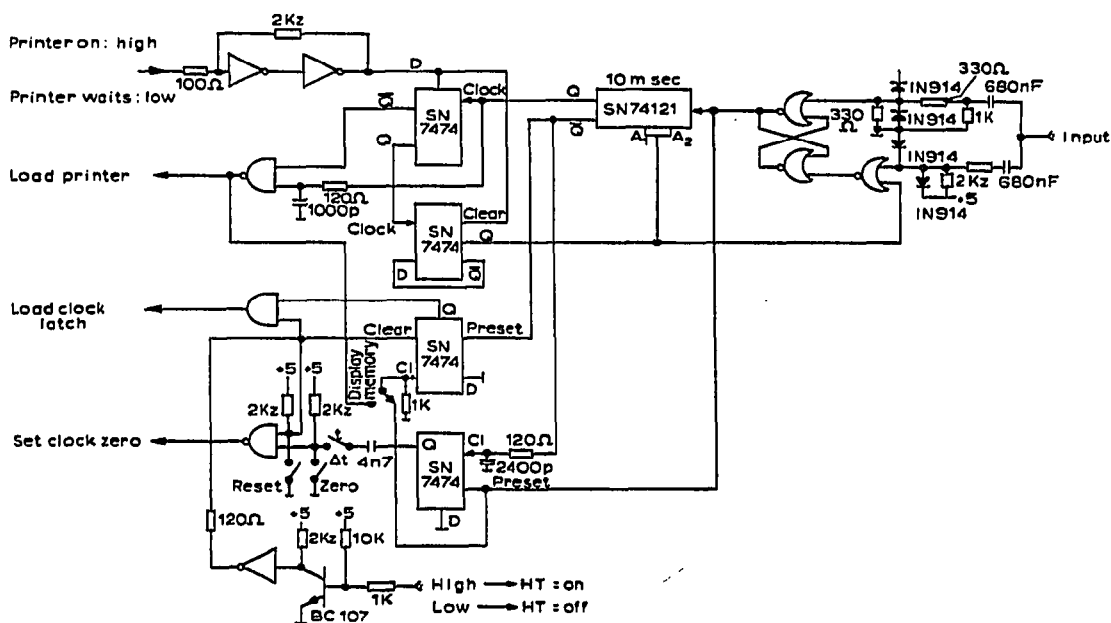 2Kz
Printer on : high
100Ω
Printer waits : low
D
Q̅
Clock
SN
7474
Q
10 m sec
Q
SN74121
Q̅
A₁
A₂
330Ω
680nF
IN914
330
Ω
IN914
1K
Input
IN914
2Kz
680nF
+5
IN914
Load printer
120Ω
1000p
Clock
SN
7474
Clear
Q
D
Q̅
Load clock
latch
Q
Clear
SN
7474
Preset
Cl
D
Display
memory
1K
+5
+5
2Kz
2Kz
Set clock zero
Δt
4n7
Q
SN
7474
Cl
120Ω
2400p
Preset
D
Reset
Zero
120Ω
+5
+5
2Kz
10K
1K
BC 107
High → HT : on
Low → HT : off